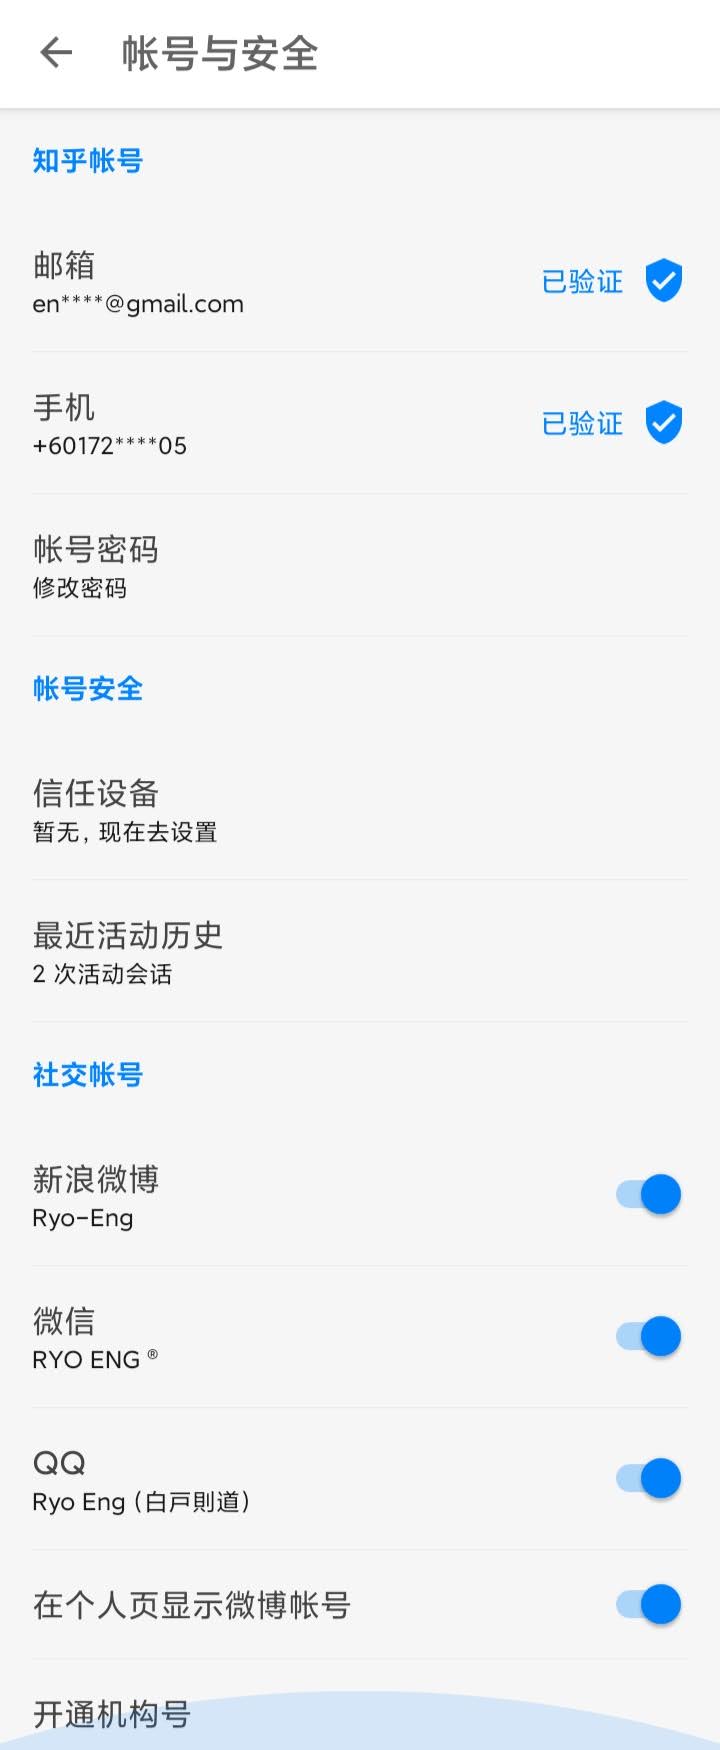 帐号与安全
知乎帐号
邮箱
已验证
en****@gmail.com
手机
已验证
+60172****05
帐号密码
修改密码
帐号安全
信任设备
暂无，现在去设置
最近活动历史
2 次活动会话
社交帐号
新浪微博
Ryo-Eng
微信
RYO ENG ®
QQ
Ryo Eng (白戸則道)
在个人页显示微博帐号
开通机构号